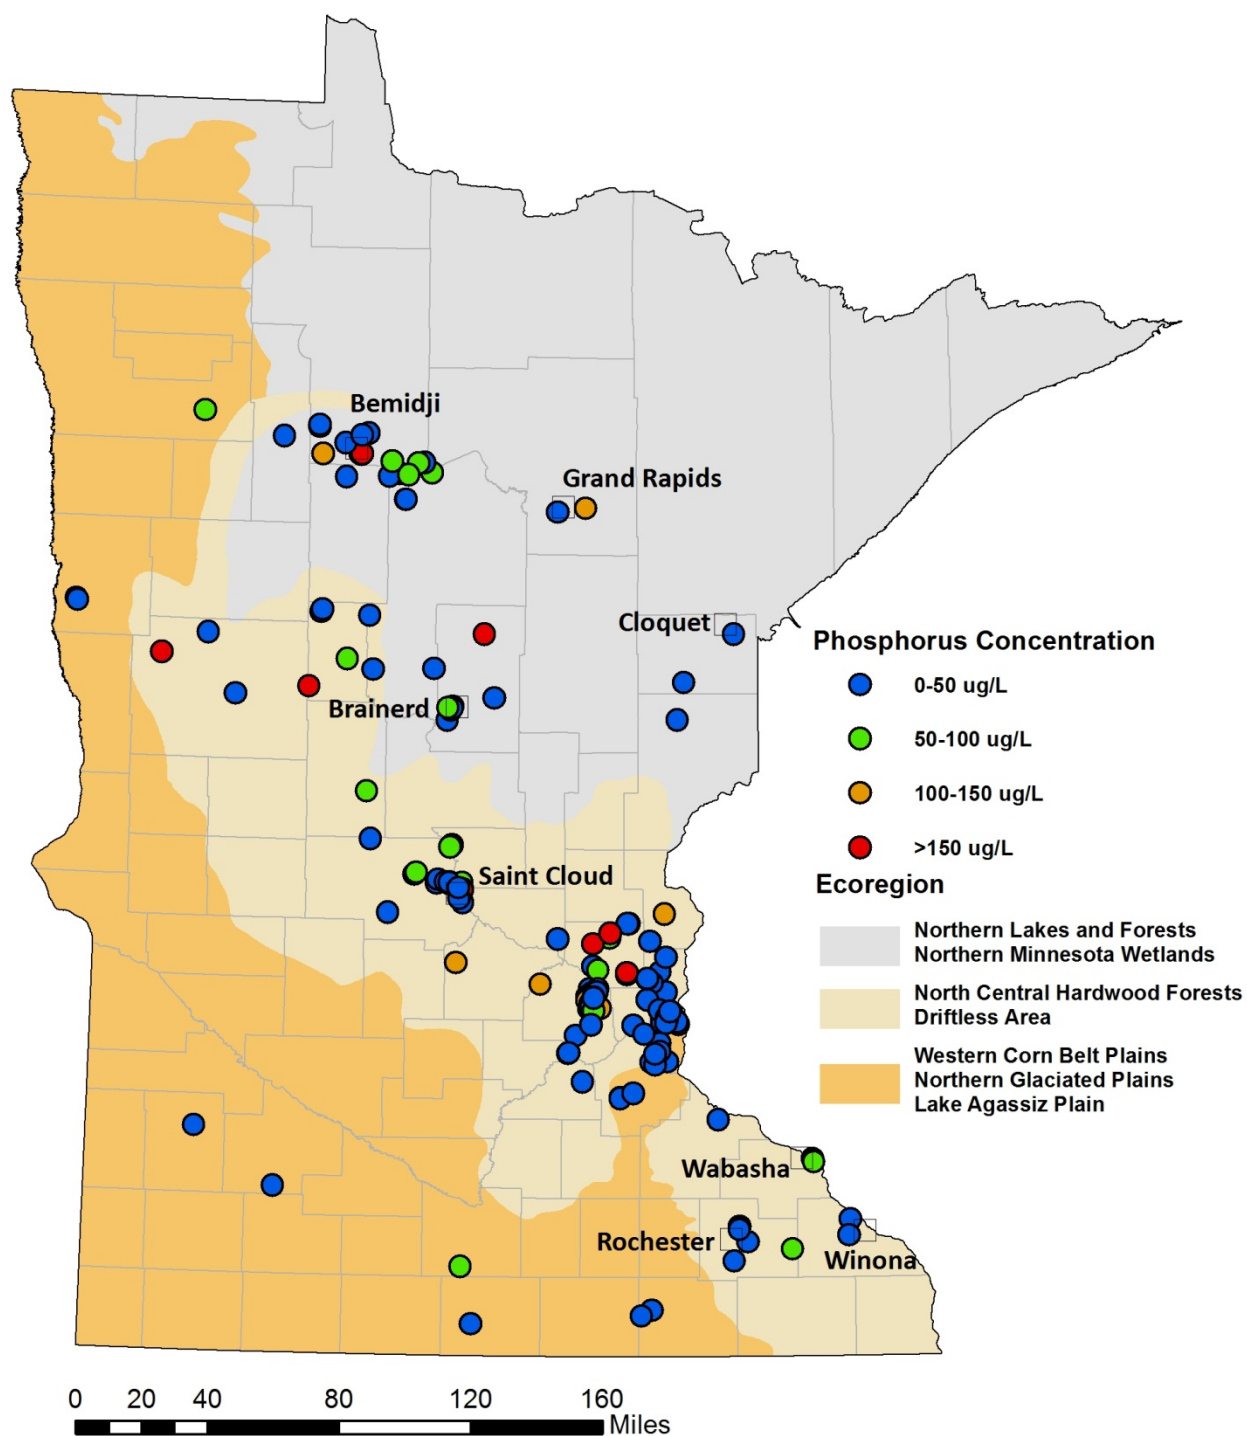 Bemidji
Grand Rapids
Cloquet
Brainerd
Saint Cloud
Wabasha
Rochester
Winona
Phosphorus Concentration
0-50 ug/L
50-100 ug/L
100-150 ug/L
>150 ug/L
Ecoregion
Northern Lakes and Forests
Northern Minnesota Wetlands
North Central Hardwood Forests
Driftless Area
Western Corn Belt Plains
Northern Glaciated Plains
Lake Agassiz Plain
0 20 40 80 120 160
Miles